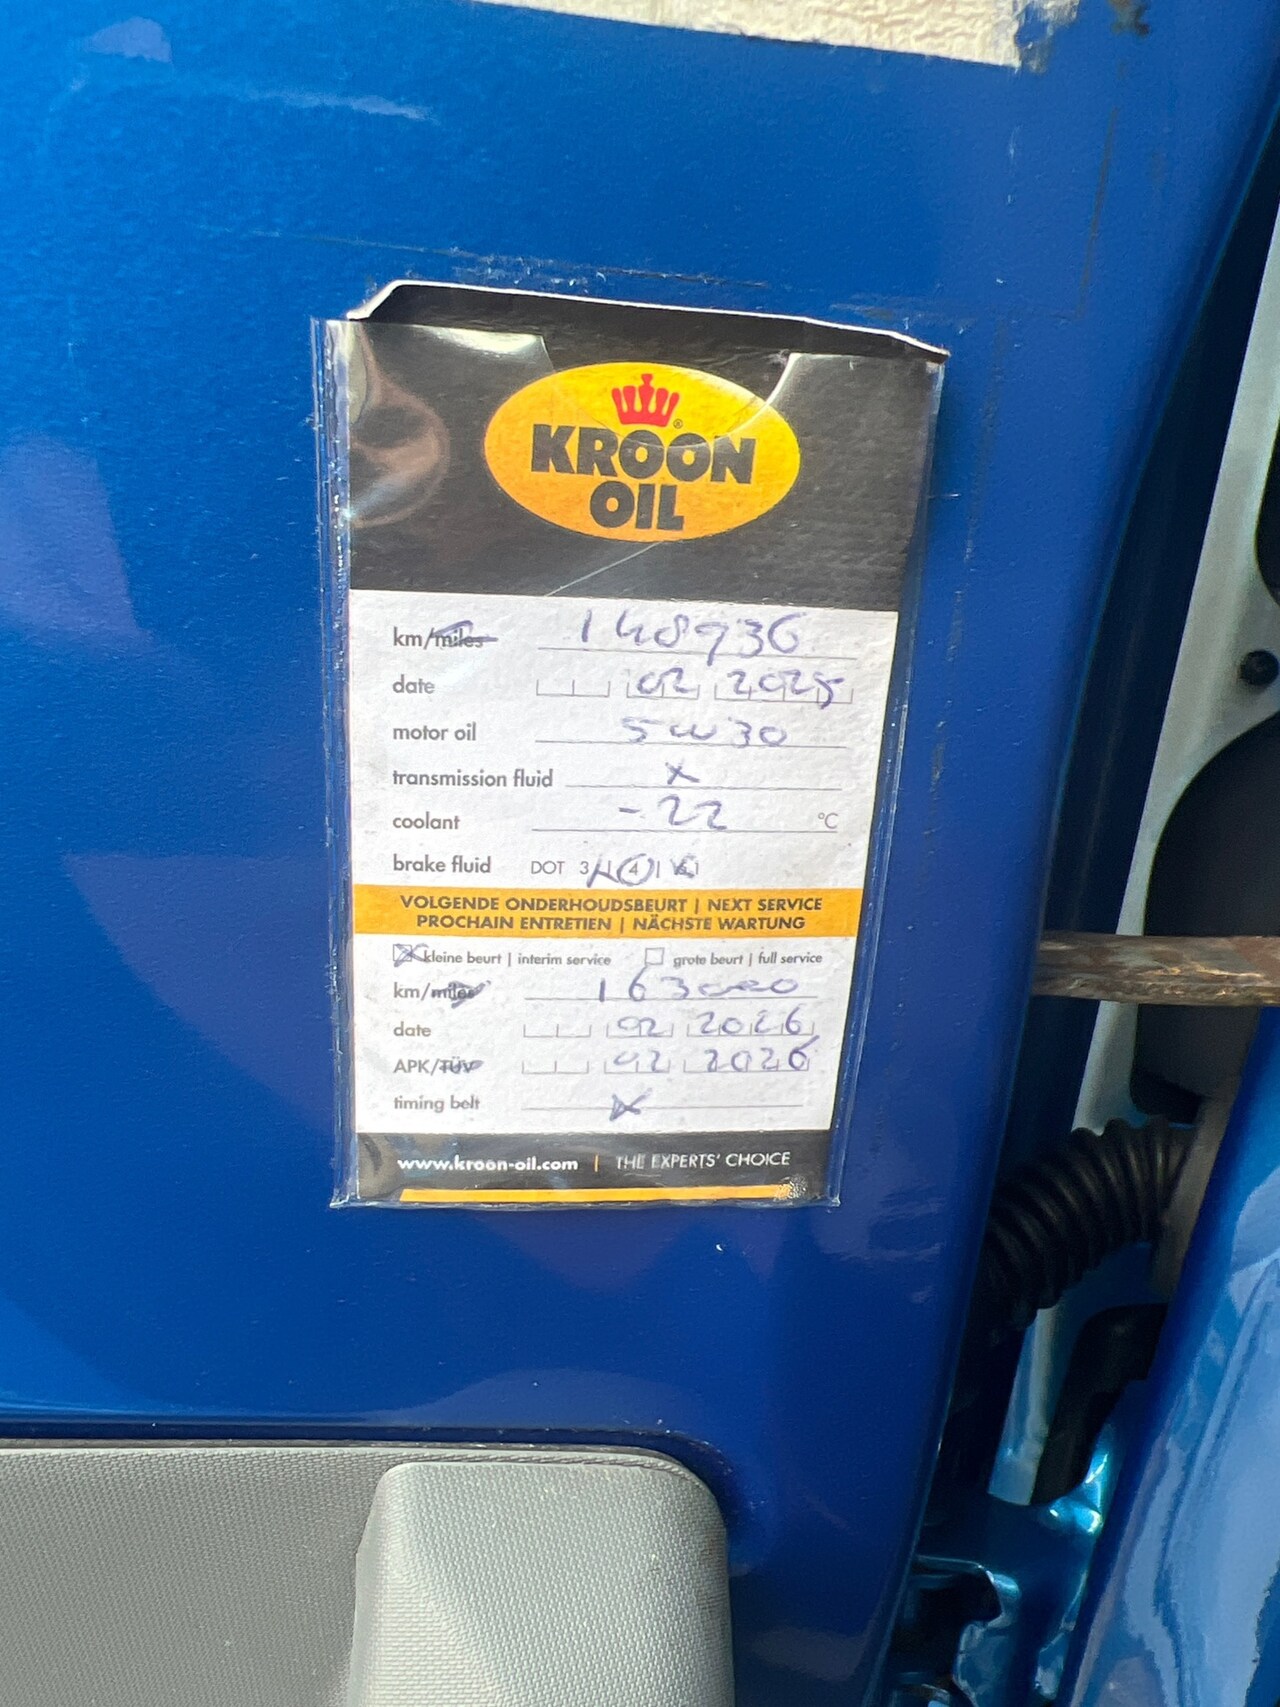 KROON®
OIL
km/miles 148936
date 02 2025
motor oil 5W30
transmission fluid x
coolant -22 °C
brake fluid DOT 3 | 4 | 5.1
VOLGENDE ONDERHOUDSBEURT | NEXT SERVICE
PROCHAIN ENTRETIEN | NÄCHSTE WARTUNG
kleine beurt | interim service grote beurt | full service
km/miles 163000
date 02 2026
APK/TÜV 02 2026
timing belt x
www.kroon-oil.com | THE EXPERTS' CHOICE